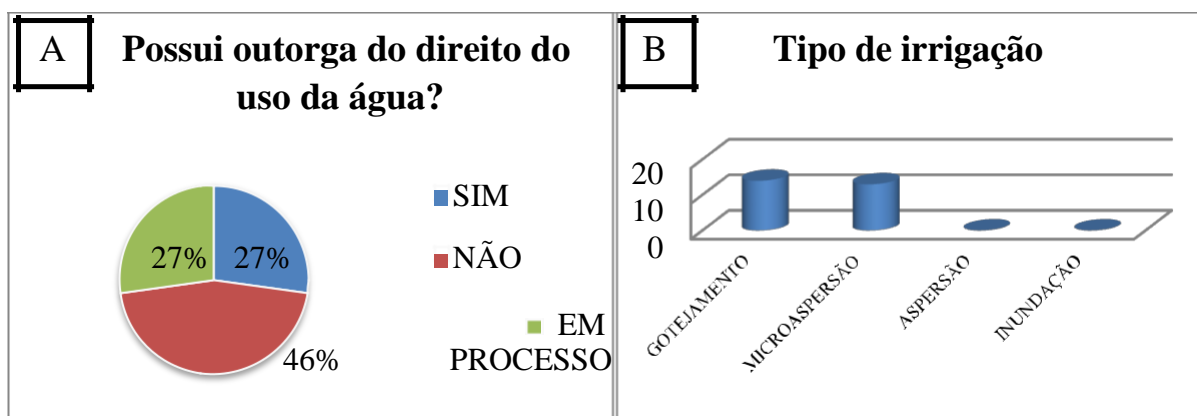 A
Possui outorga do direito do
uso da água?
27%
27%
46%
SIM
NÃO
EM
PROCESSO
B
Tipo de irrigação
20
10
0
GOTEJAMENTO
MICROASPERSÃO
ASPERSÃO
INUNDAÇÃO